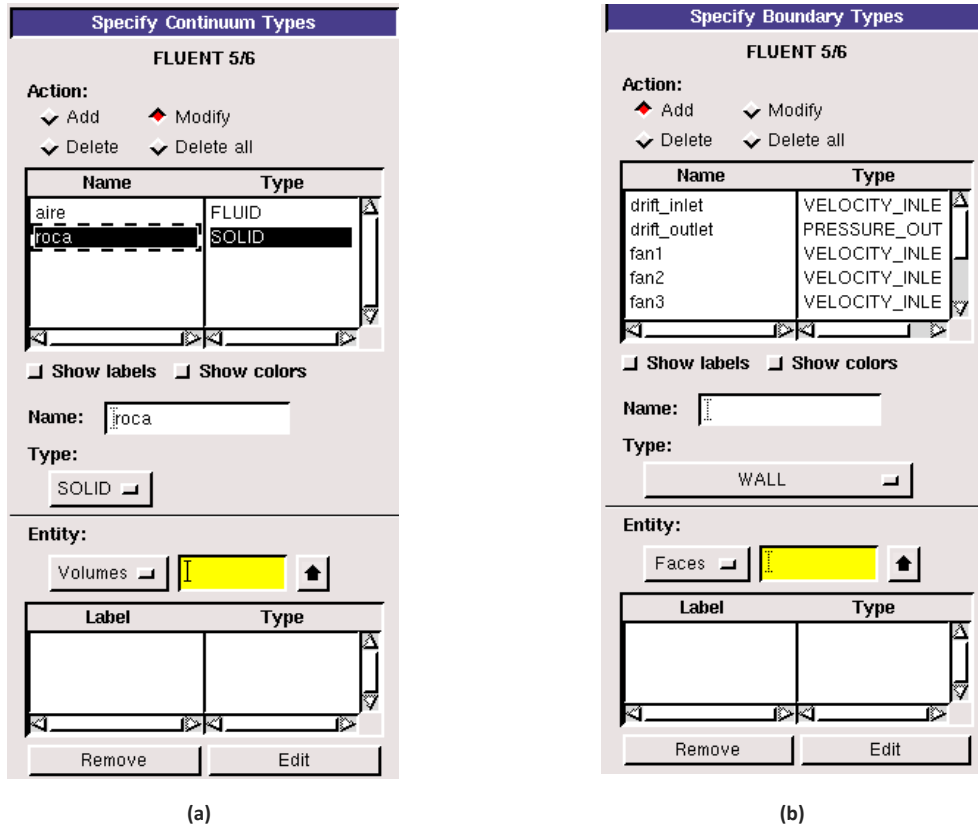 Specify Continuum Types
FLUENT 5/6
Action:
Add Modify
Delete Delete all
Name Type
aire FLUID
roca SOLID
Show labels Show colors
Name: roca
Type:
SOLID
Entity:
Volumes
Label Type
Remove Edit
(a)
Specify Boundary Types
FLUENT 5/6
Action:
Add Modify
Delete Delete all
Name Type
drift_inlet VELOCITY_INLE
drift_outlet PRESSURE_OUT
fan1 VELOCITY_INLE
fan2 VELOCITY_INLE
fan3 VELOCITY_INLE
Show labels Show colors
Name:
Type:
WALL
Entity:
Faces
Label Type
Remove Edit
(b)